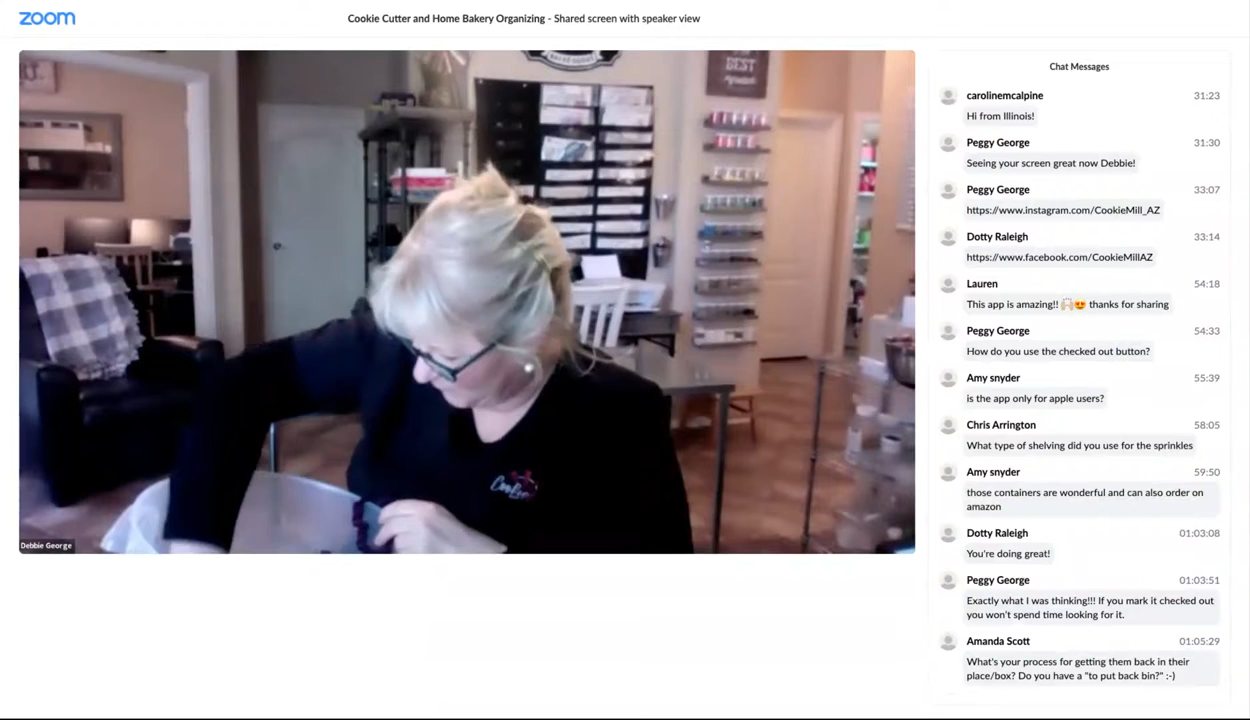 zoom
Cookie Cutter and Home Bakery Organizing - Shared screen with speaker view
BEST
Debbie George
Chat Messages
carolinemcalpine 31:23
Hi from Illinois!
Peggy George 31:30
Seeing your screen great now Debbie!
Peggy George 33:07
https://www.instagram.com/CookieMill_AZ
Dotty Raleigh 33:14
https://www.facebook.com/CookieMillAZ
Lauren 54:18
This app is amazing!! 🙌🏻😍 thanks for sharing
Peggy George 54:33
How do you use the checked out button?
Amy snyder 55:39
is the app only for apple users?
Chris Arrington 58:05
What type of shelving did you use for the sprinkles
Amy snyder 59:50
those containers are wonderful and can also order on
amazon
Dotty Raleigh 01:03:08
You're doing great!
Peggy George 01:03:51
Exactly what I was thinking!!! If you mark it checked out
you won't spend time looking for it.
Amanda Scott 01:05:29
What's your process for getting them back in their
place/box? Do you have a "to put back bin?" :-)